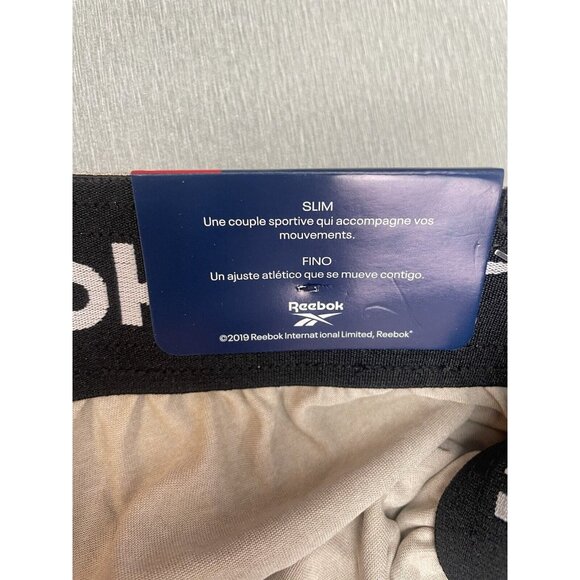 SLIM
Une couple sportive qui accompagne vos
mouvements.
FINO
Un ajuste atlético que se mueve contigo.
Reebok
©2019 Reebok International Limited, Reebok®
ok